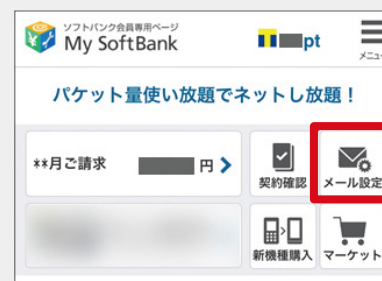 ソフトバンク会員専用ページ
My SoftBank
pt
メニュー
パケット量使い放題でネットし放題！
**月ご請求
円
契約確認
メール設定
新機種購入
マーケット